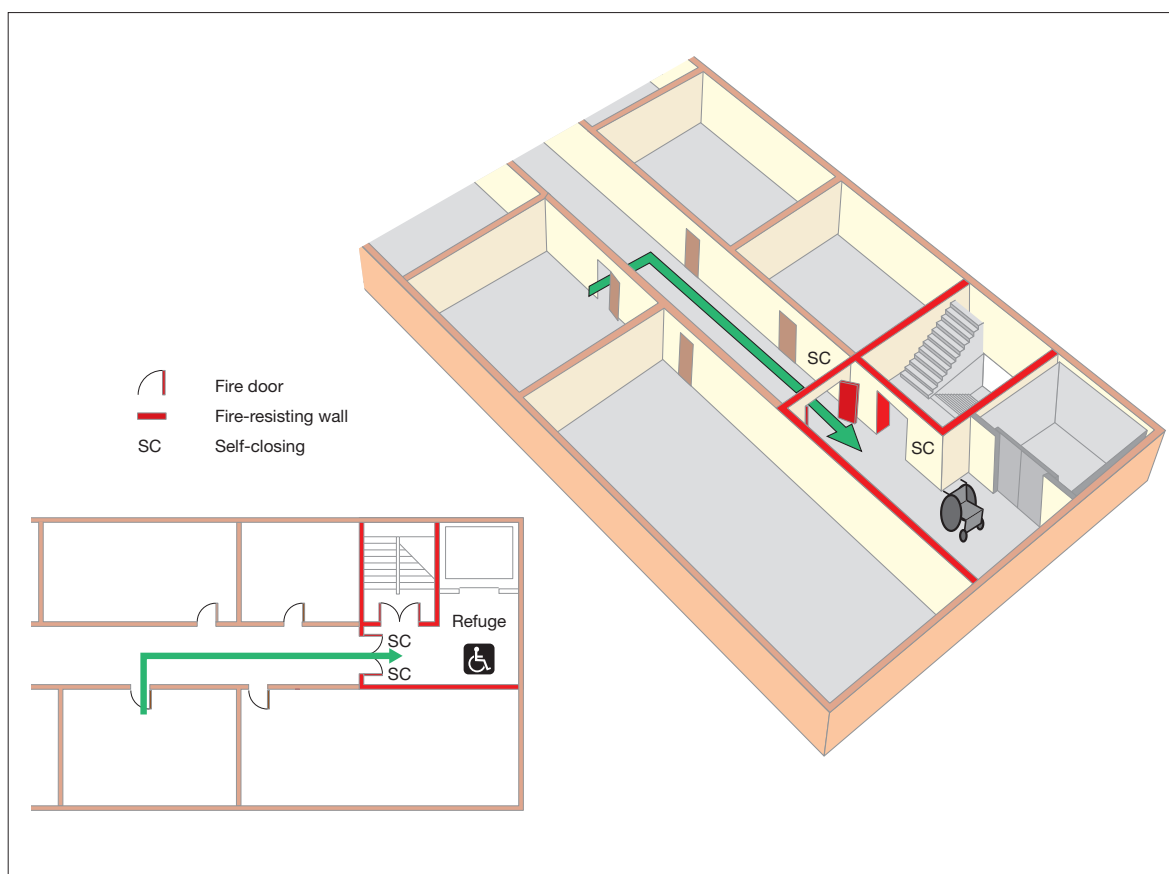 SC
SC
Fire door
Fire-resisting wall
SC Self-closing
Refuge
SC
SC